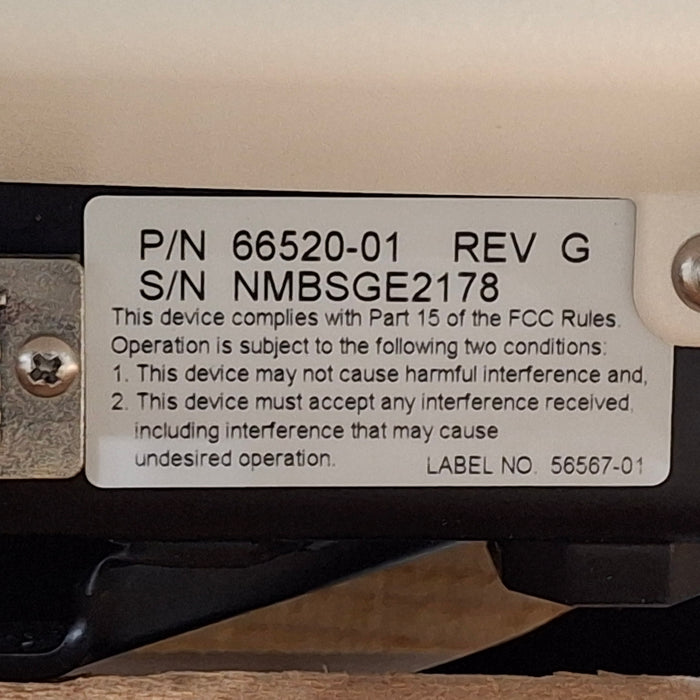 P/N 66520-01 REV G
S/N NMBSGE2178
This device complies with Part 15 of the FCC Rules.
Operation is subject to the following two conditions:
1. This device may not cause harmful interference and,
2. This device must accept any interference received,
including interference that may cause
undesired operation. LABEL NO. 56567-01